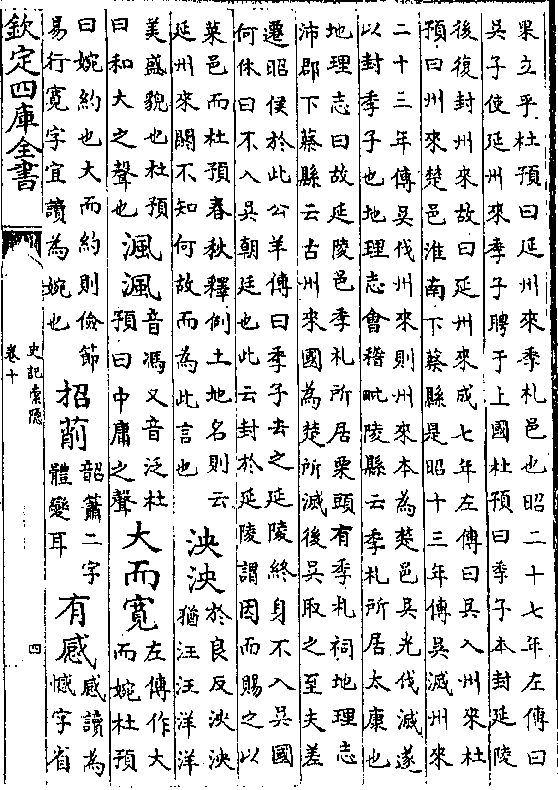 果立乎杜預曰延州來季札邑也昭二十七年左傳曰
吳子使延州來季子聘于上國杜預曰季子本封延陵
後復封州來故曰延州來成七年左傳曰吳入州來杜
預曰州來楚邑淮南下蔡縣是昭十三年傳吳滅州來
二十三年傳吳伐州來則州來本為楚邑吳光伐滅遂
以封季子也地理志會稽毗陵縣云季札所居太康也
地理志曰故延陵邑季札所居栗頭有季札祠地理志
沛郡下蔡縣云古州來國為楚所滅後吳取之至夫差
遷昭侯於此公羊傳曰季子去之延陵終身不入吳國
何休曰不入吳朝廷也此云封於延陵謂因而賜之以
菜邑而杜預春秋釋例土地名則云
延州來闕不知何故而為此言也
泱泱
於良反泱泱
猶汪汪洋洋
美盛貌也杜預
曰和大之聲也
渢渢
音馮又音泛杜
預曰中庸之聲
大而寬
左傳作大
而婉杜預
曰婉約也大而約則儉節
易行寬字宜讀為婉也
招萷
韶簫二字
體變耳
有感
感讀為
憾字省
欽定四庫全書
史記索隱
卷十
四